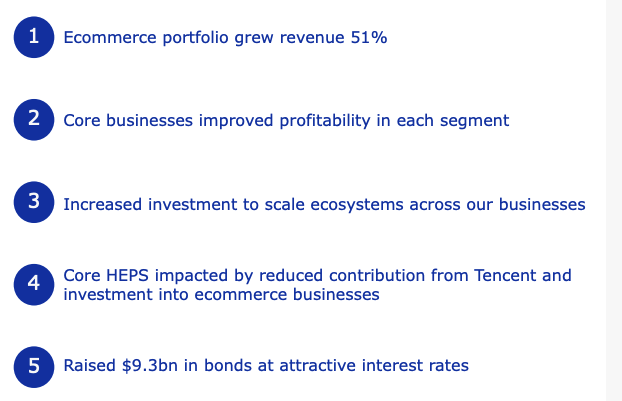 1 Ecommerce portfolio grew revenue 51%
2 Core businesses improved profitability in each segment
3 Increased investment to scale ecosystems across our businesses
4 Core HEPS impacted by reduced contribution from Tencent and
investment into ecommerce businesses
5 Raised $9.3bn in bonds at attractive interest rates